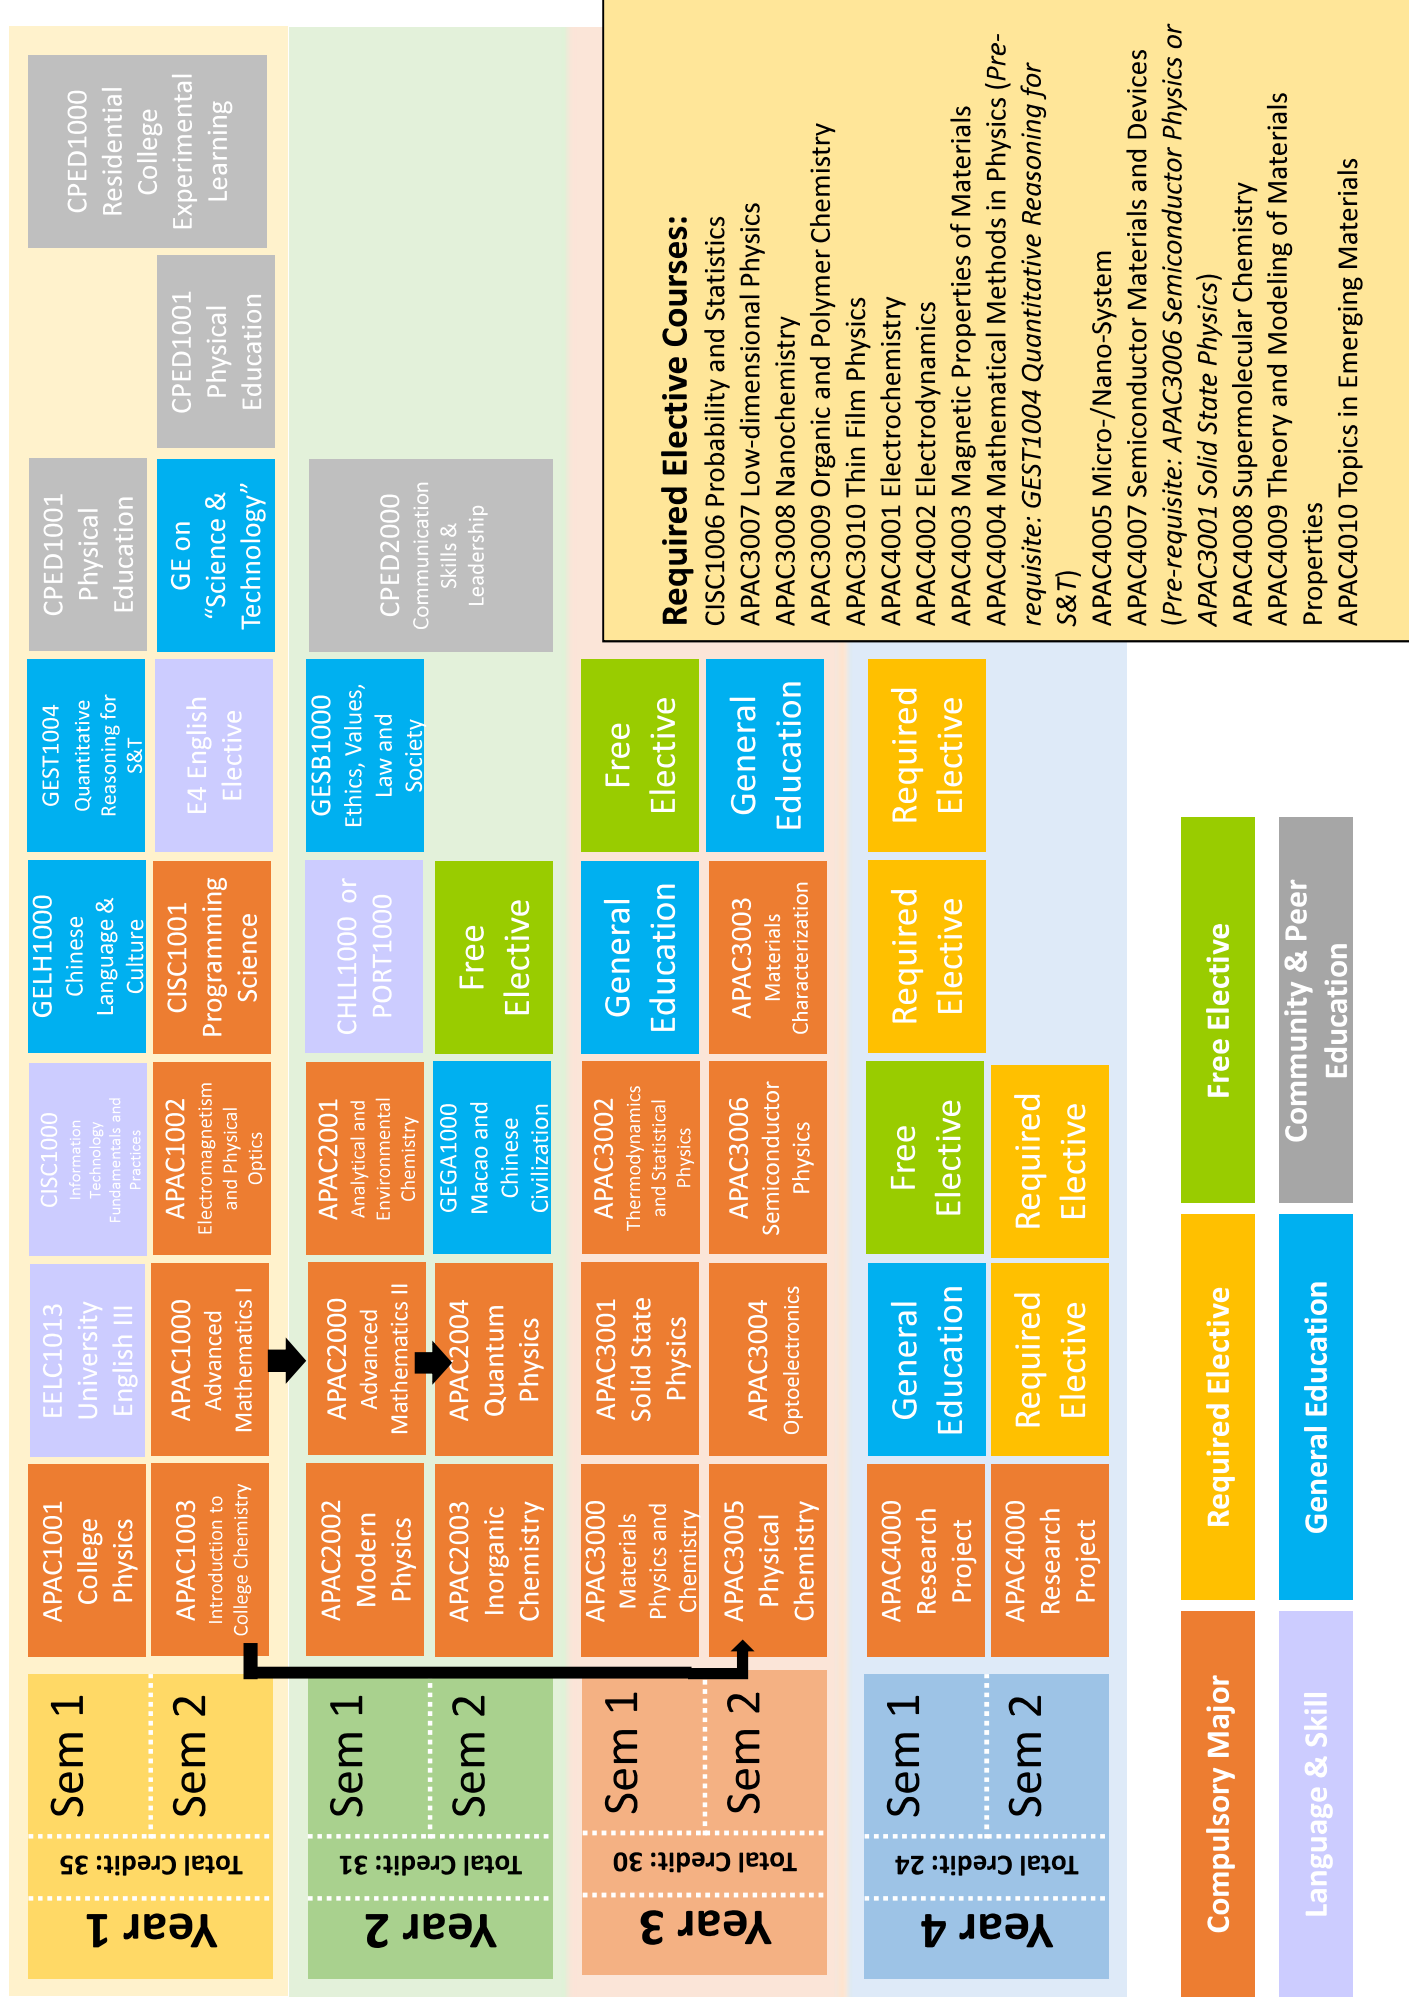 Year 1
Total Credit: 35
Sem 1
APAC1001
College
Physics
EELC1013
University
English III
CISC1000
Information
Technology
Fundamentals and
Practices
GELH1000
Chinese
Language &
Culture
GEST1004
Quantitative
Reasoning for
S&T
CPED1001
Physical
Education
CPED1000
Residential
College
Experimental
Learning
Sem 2
APAC1003
Introduction to
College Chemistry
APAC1000
Advanced
Mathematics I
APAC1002
Electromagnetism
and Physical
Optics
CISC1001
Programming
Science
E4 English
Elective
GE on
“Science &
Technology”
CPED1001
Physical
Education
Year 2
Total Credit: 31
Sem 1
APAC2002
Modern
Physics
APAC2000
Advanced
Mathematics II
APAC2001
Analytical and
Environmental
Chemistry
CHLL1000 or
PORT1000
GESB1000
Ethics, Values,
Law and
Society
CPED2000
Communication
Skills &
Leadership
Sem 2
APAC2003
Inorganic
Chemistry
APAC2004
Quantum
Physics
GEGA1000
Macao and
Chinese
Civilization
Free
Elective
Year 3
Total Credit: 30
Sem 1
APAC3000
Materials
Physics and
Chemistry
APAC3001
Solid State
Physics
APAC3002
Thermodynamics
and Statistical
Physics
General
Education
Free
Elective
Sem 2
APAC3005
Physical
Chemistry
APAC3004
Optoelectronics
APAC3006
Semiconductor
Physics
APAC3003
Materials
Characterization
General
Education
Year 4
Total Credit: 24
Sem 1
APAC4000
Research
Project
General
Education
Free
Elective
Required
Elective
Required
Elective
Sem 2
APAC4000
Research
Project
Required
Elective
Required
Elective
Required Elective Courses:
CISC1006 Probability and Statistics
APAC3007 Low-dimensional Physics
APAC3008 Nanochemistry
APAC3009 Organic and Polymer Chemistry
APAC3010 Thin Film Physics
APAC4001 Electrochemistry
APAC4002 Electrodynamics
APAC4003 Magnetic Properties of Materials
APAC4004 Mathematical Methods in Physics (Pre-
requisite: GEST1004 Quantitative Reasoning for
S&T)
APAC4005 Micro-/Nano-System
APAC4007 Semiconductor Materials and Devices
(Pre-requisite: APAC3006 Semiconductor Physics or
APAC3001 Solid State Physics)
APAC4008 Supermolecular Chemistry
APAC4009 Theory and Modeling of Materials
Properties
APAC4010 Topics in Emerging Materials
Compulsory Major
Required Elective
Free Elective
Language & Skill
General Education
Community & Peer
Education